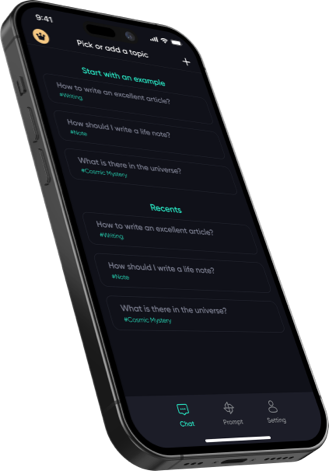 9:41
Pick or add a topic
Start with an example
How to write an excellent article?
#Writing
How should I write a life note?
#Note
What is there in the universe?
#Cosmic Mystery
Recents
How to write an excellent article?
#Writing
How should I write a life note?
#Note
What is there in the universe?
#Cosmic Mystery
Chat
Prompt
Setting